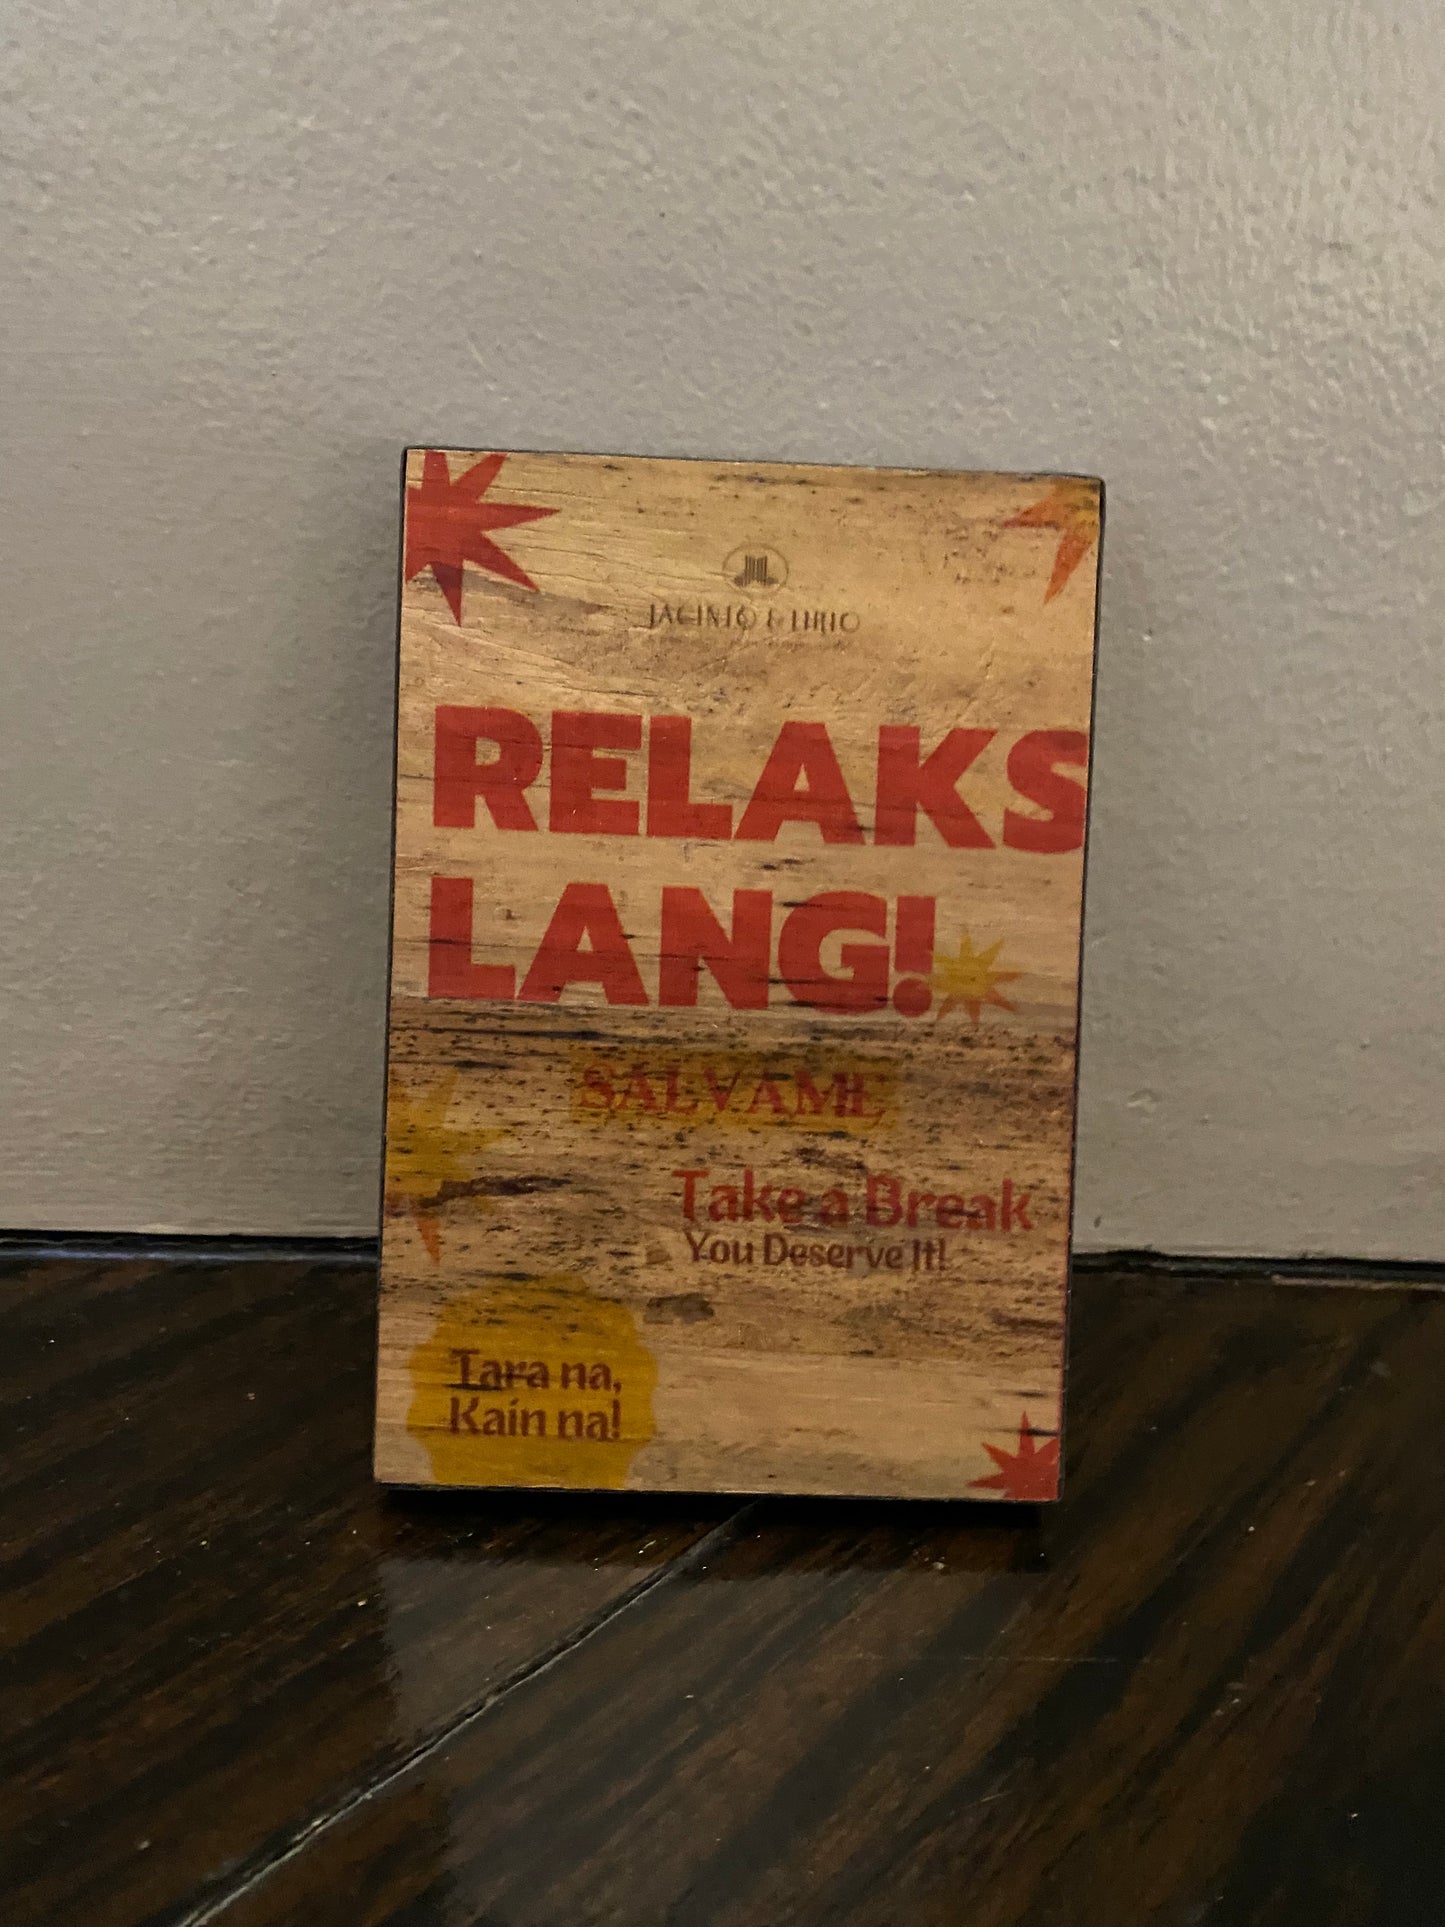 JACINTO & LIRIO
RELAKS
LANG!
SALVAME
Take a Break
You Deserve It!
Tara na,
Kain na!